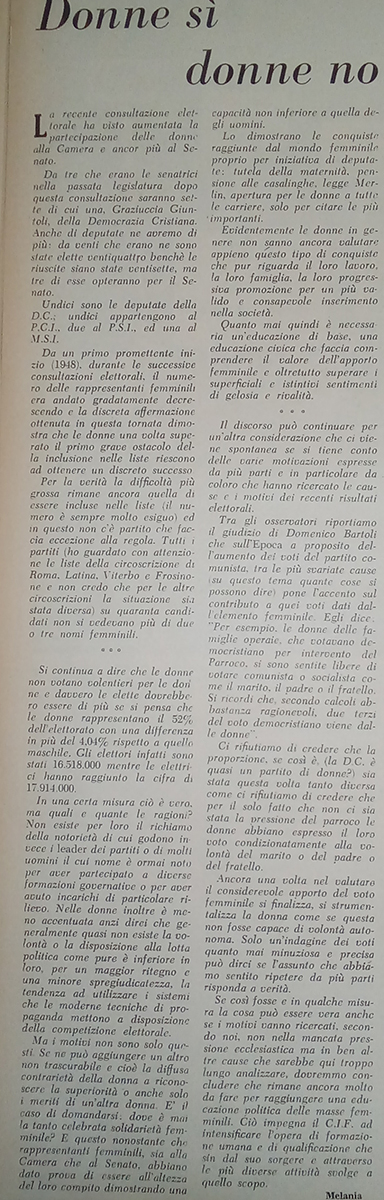 Donne sì
donne no
La recente consultazione elet-
torale ha visto aumentata la
partecipazione delle donne
alla Camera e ancor più al Se-
nato.
Da tre che erano le senatrici
nella passata legislatura dopo
questa consultazione saranno set-
te di cui una, Graziuccia Giun-
toli, della Democrazia Cristiana.
Anche di deputate ne avremo di
più: da venti che erano ne sono
state elette ventiquattro benchè le
riuscite siano state ventisette, ma
tre di esse opteranno per il Se-
nato.
Undici sono le deputate della
D.C.; undici appartengono al
P.C.I., due al P.S.I., ed una al
M.S.I.
Da un primo promettente ini-
zio (1948), durante le successive
consultazioni elettorali, il nume-
ro delle rappresentanti femminili
era andato gradatamente decre-
scendo e la discreta affermazione
ottenuta in questa tornata dimo-
stra che le donne una volta supe-
rato il primo grave ostacolo del-
la inclusione nelle liste riescono
ad ottenere un discreto successo
Per la verità la difficoltà più
grossa rimane ancora quella di
essere incluse nelle liste (il nu-
mero è sempre molto esiguo) ed
in questo non c'è partito che fac-
cia eccezione alla regola. Tutti i
partiti (ho guardato con attenzio-
ne le liste della circoscrizione di
Roma, Latina, Viterbo e Frosino-
ne e non credo che per le altre
circoscrizioni la situazione sia
stata diversa) su quaranta candi-
dati non si vedevano più di due
o tre nomi femminili.
* * *
Si continua a dire che le donne
non votano volentieri per le don-
ne e davvero le elette dovrebbe-
ro essere di più se si pensa che
le donne rappresentano il 52%
dell'elettorato con una differenza
in più del 4,04% rispetto a quello
maschile. Gli elettori infatti sono
stati 16.518.000 mentre le elettri-
ci hanno raggiunto la cifra di
17.914.000.
In una certa misura ciò è vero,
ma quali e quante le ragioni?
Non esiste per loro il richiamo
della notorietà di cui godono in-
vece i leader dei partiti o di molti
uomini il cui nome è ormai noto
per aver partecipato a diverse
formazioni governative o per aver
avuto incarichi di particolare ri-
lievo. Nelle donne inoltre è me-
no accentuata anzi direi che ge-
neralmente quasi non esiste la vo-
lontà o la disposizione alla lotta
politica come pure è inferiore in
loro, per un maggior ritegno e
una minore spregiudicatezza, la
tendenza ad utilizzare i sistemi
che le moderne tecniche di pro-
paganda mettono a disposizione
della competizione elettorale.
Ma i motivi non sono solo que-
sti. Se ne può aggiungere un altro
non trascurabile e cioè la diffusa
contrarietà della donna a ricono-
scere la superiorità o anche solo
i meriti di un'altra donna. E' il
caso di domandarsi: dove è mai
la tanto celebrata solidarietà fem-
minile? E questo nonostante che
rappresentanti femminili, sia alla
Camera che al Senato, abbiano
dato prova di essere all'altezza
del loro compito dimostrando una
capacità non inferiore a quella de-
gli uomini.
Lo dimostrano le conquiste
raggiunte dal mondo femminile
proprio per iniziativa di deputa-
te: tutela della maternità, pen-
sione alle casalinghe, legge Mer-
lin, apertura per le donne a tutte
le carriere, solo per citare le più
importanti.
Evidentemente le donne in ge-
nere non sanno ancora valutare
appieno questo tipo di conquiste
che pur riguarda il loro lavoro,
la loro famiglia, la loro progres-
siva promozione per un più va-
lido e consapevole inserimento
nella società.
Quanto mai quindi è necessa-
ria un'educazione di base, una
educazione civica che faccia com-
prendere il valore dell'apporto
femminile e oltretutto superare i
superficiali e istintivi sentimenti
di gelosia e rivalità.
* * *
Il discorso può continuare per
un'altra considerazione che ci vie-
ne spontanea se si tiene conto
delle varie motivazioni espresse
da più parti e in particolare da
coloro che hanno ricercato le cau-
se e i motivi dei recenti risultati
elettorali.
Tra gli osservatori riportiamo
il giudizio di Domenico Bartoli
che sull'Epoca a proposito del-
l'aumento dei voti del partito co-
munista, tra le più svariate cause
(su questo tema quante cose si
possono dire) pone l'accento sul
contributo a quei voti dati dal-
l'elemento femminile. Egli dice:
"Per esempio, le donne delle fa-
miglie operaie, che votavano de-
mocristiano per intervento del
Parroco, si sono sentite libere di
votare comunista o socialista co-
me il marito, il padre o il fratello.
Si ricordi che, secondo calcoli ab-
bastanza ragionevoli, due terzi
del voto democristiano viene dal-
le donne".
Ci rifiutiamo di credere che la
proporzione, se così è, (la D.C. è
quasi un partito di donne?) sia
stata questa volta tanto diversa
come ci rifiutiamo di credere che
per il solo fatto che non ci sia
stata la pressione del parroco le
donne abbiano espresso il loro
voto condizionatamente alla vo-
lontà del marito o del padre o
del fratello.
Ancora una volta nel valutare
il considerevole apporto del voto
femminile si finalizza, si strumen-
talizza la donna come se questa
non fosse capace di volontà auto-
noma. Solo un'indagine dei voti
quanto mai minuziosa e precisa
può dirci se l'assunto che abbia-
mo sentito ripetere da più parti
risponda a verità.
Se così fosse e in qualche misu-
ra la cosa può essere vera anche
se i motivi vanno ricercati, secon-
do noi, non nella mancata pres-
sione ecclesiastica ma in ben al-
tre cause che sarebbe qui troppo
lungo analizzare, dovremmo con-
cludere che rimane ancora molto
da fare per raggiungere una edu-
cazione politica delle masse fem-
minili. Ciò impegna il C.I.F. ad
intensificare l'opera di formazio-
ne umana e di qualificazione che
sin dal suo sorgere e attraverso
le più diverse attività svolge a
quello scopo.
Melania